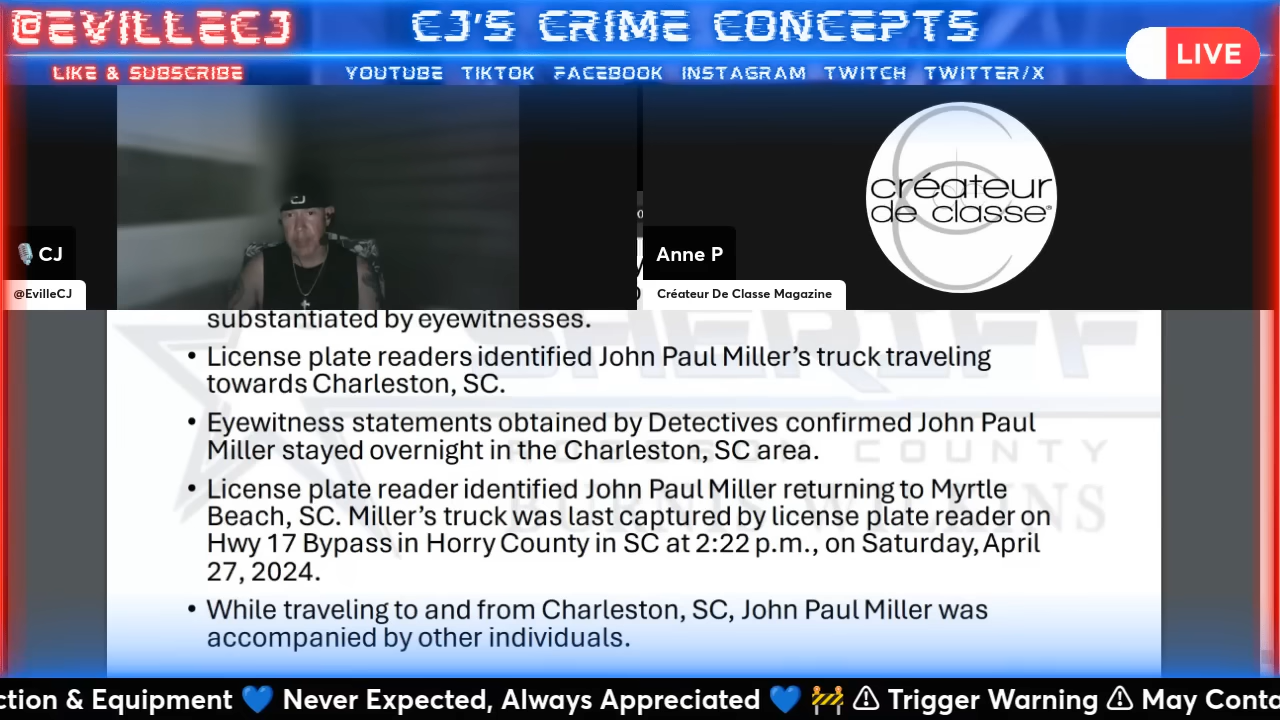 @EVILLECJ
CJ'S CRIME CONCEPTS
LIVE
LIKE & SUBSCRIBE
YOUTUBE TIKTOK FACEBOOK INSTAGRAM TWITCH TWITTER/X
créateur
de classe®
🎙️CJ
Anne P
@EvilleCJ
Créateur De Classe Magazine
substantiated by eyewitnesses.
• License plate readers identified John Paul Miller's truck traveling
towards Charleston, SC.
• Eyewitness statements obtained by Detectives confirmed John Paul
Miller stayed overnight in the Charleston, SC area.
• License plate reader identified John Paul Miller returning to Myrtle
Beach, SC. Miller's truck was last captured by license plate reader on
Hwy 17 Bypass in Horry County in SC at 2:22 p.m., on Saturday, April
27, 2024.
• While traveling to and from Charleston, SC, John Paul Miller was
accompanied by other individuals.
SHERIFF
COUNTY
ction & Equipment 💙 Never Expected, Always Appreciated 💙 🚧 ⚠ Trigger Warning ⚠ May Conta